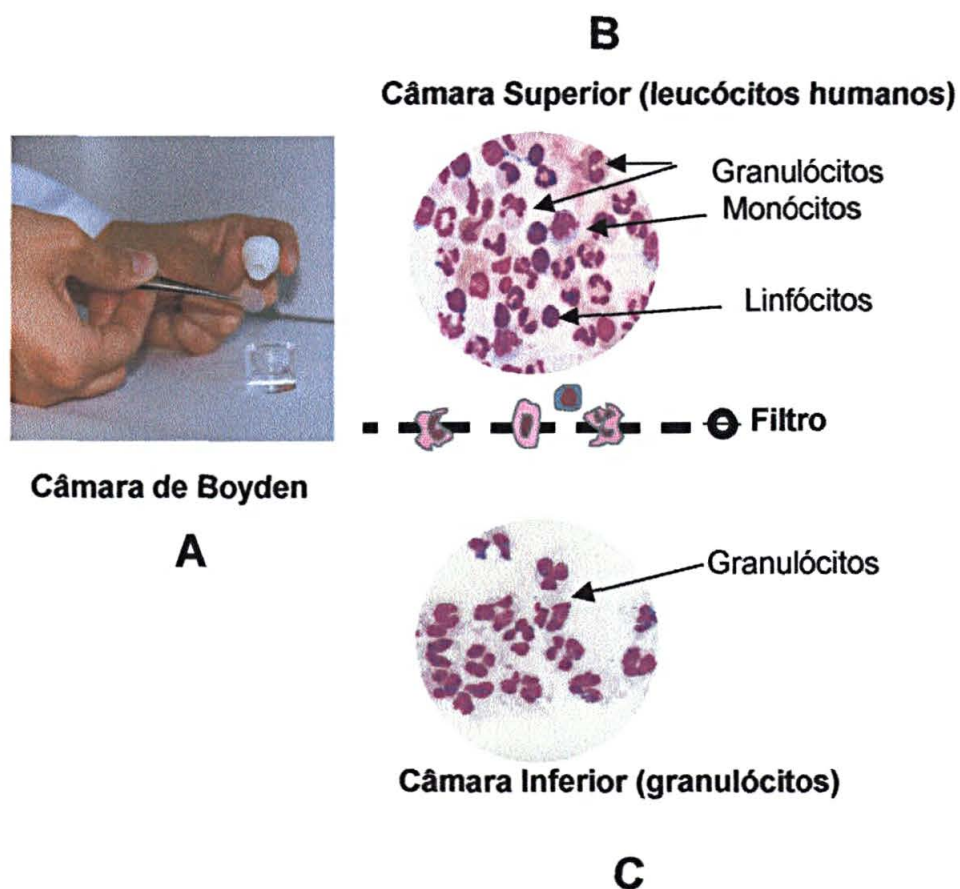 B
Câmara Superior (leucócitos humanos)
Granulócitos
Monócitos
Linfócitos
Filtro
Câmara de Boyden
A
Granulócitos
Câmara Inferior (granulócitos)
C